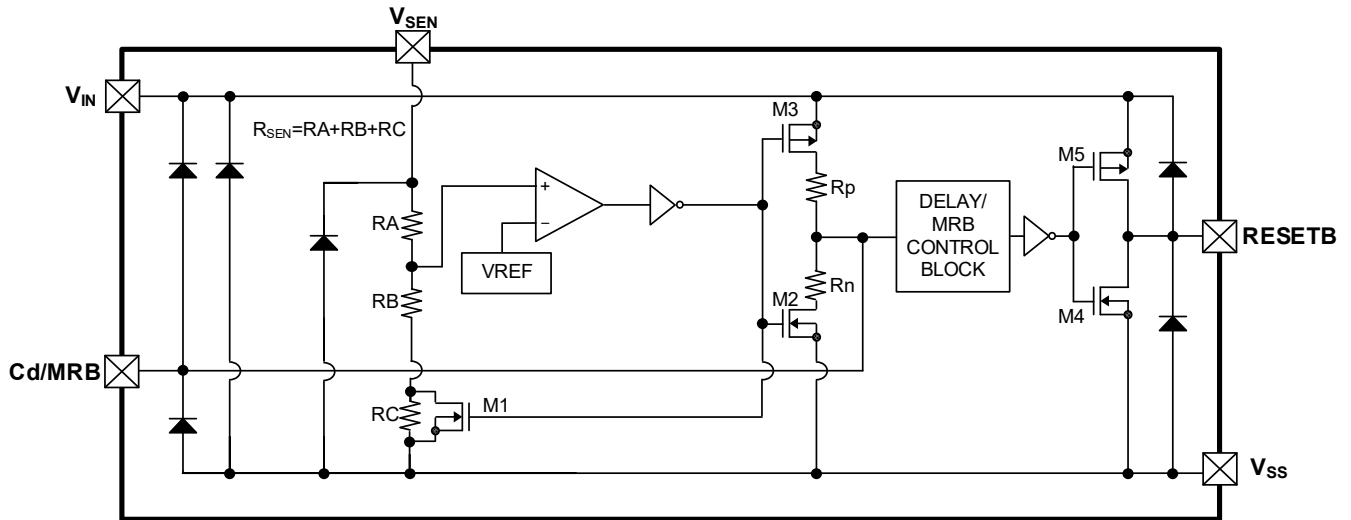 VSEN
VIN
M3
RSEN=RA+RB+RC
M5
Rp
+
DELAY/
MRB
CONTROL
BLOCK
RA
−
RESETB
VREF
Rn
RB
M2
M4
Cd/MRB
M1
RC
VSS